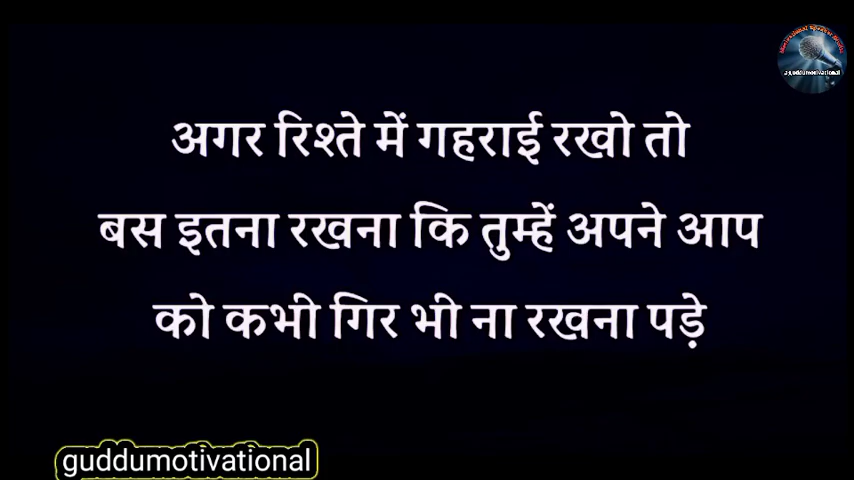 अगर रिश्ते में गहराई रखो तो
बस इतना रखना कि तुम्हें अपने आप
को कभी गिर भी ना रखना पड़े
guddumotivational